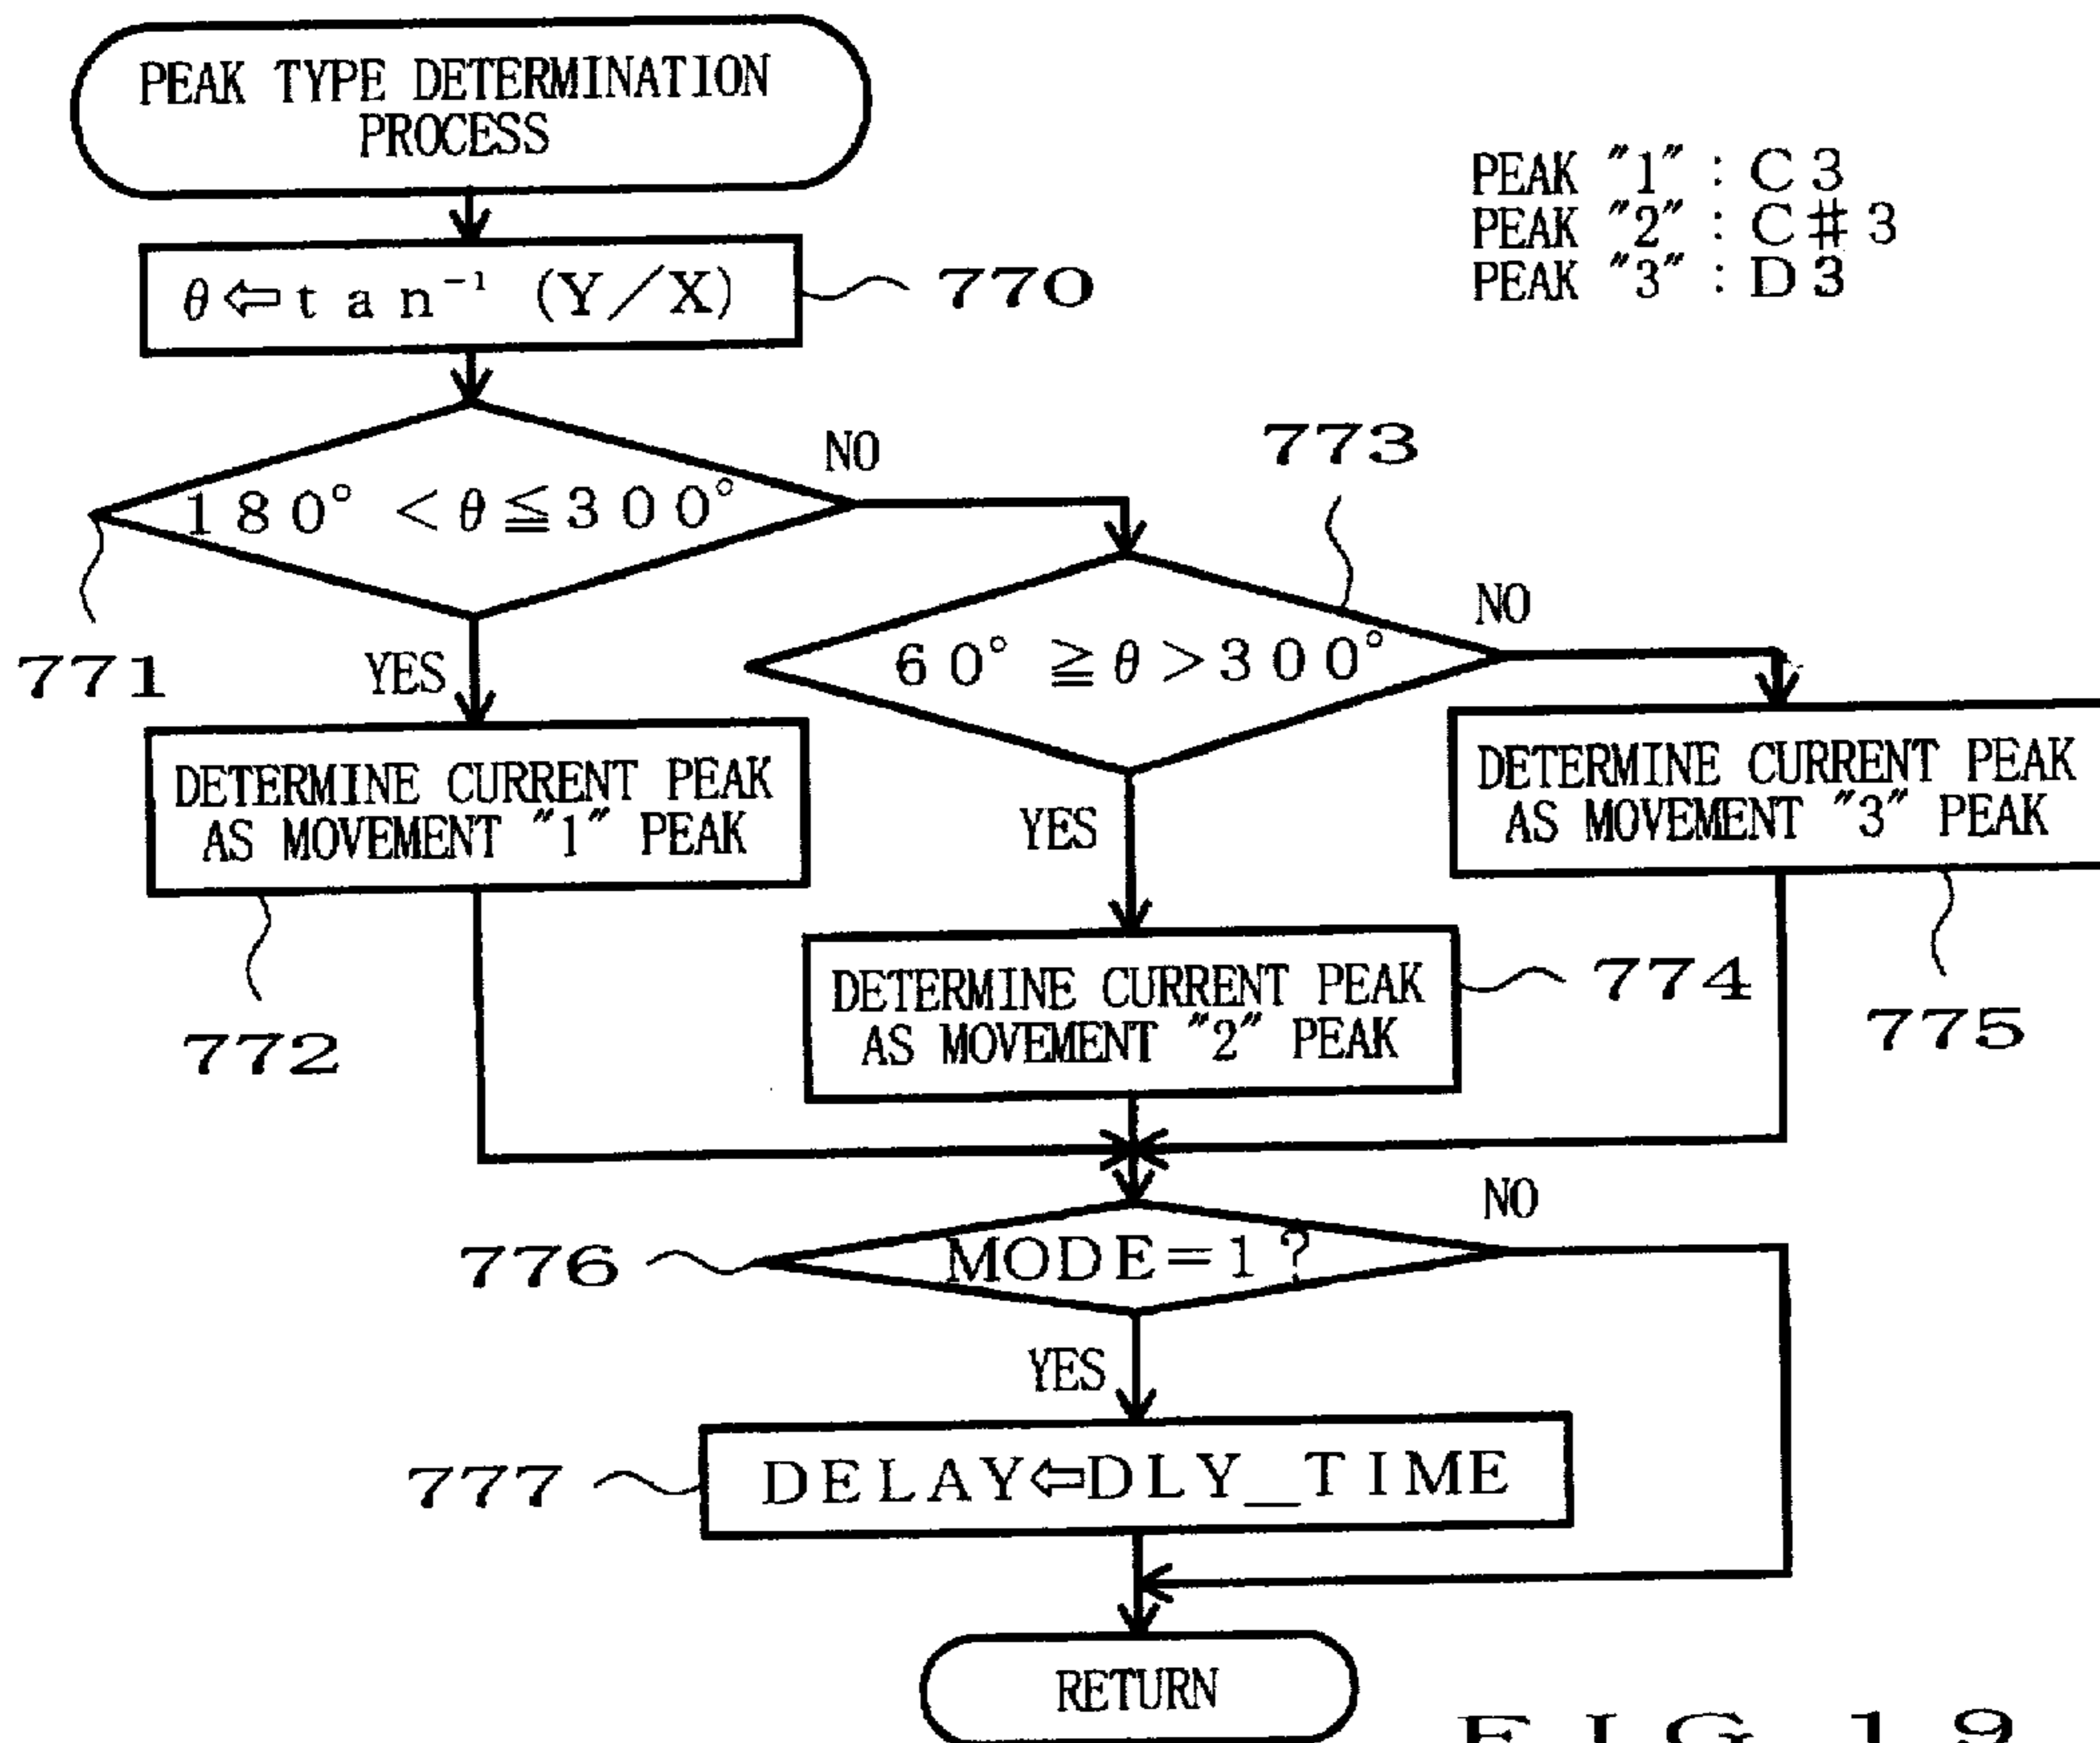 PEAK TYPE DETERMINATION
PROCESS
PEAK "1" : C3
PEAK "2" : C#3
PEAK "3" : D3
θ⇦tan⁻¹ (Y/X)
770
180° <θ≦300°
NO
771
YES
773
60° ≧θ>300°
NO
YES
DETERMINE CURRENT PEAK
AS MOVEMENT "1" PEAK
772
DETERMINE CURRENT PEAK
AS MOVEMENT "2" PEAK
774
DETERMINE CURRENT PEAK
AS MOVEMENT "3" PEAK
775
776
MODE=1?
NO
YES
777
DELAY⇦DLY_TIME
RETURN
FIG 19